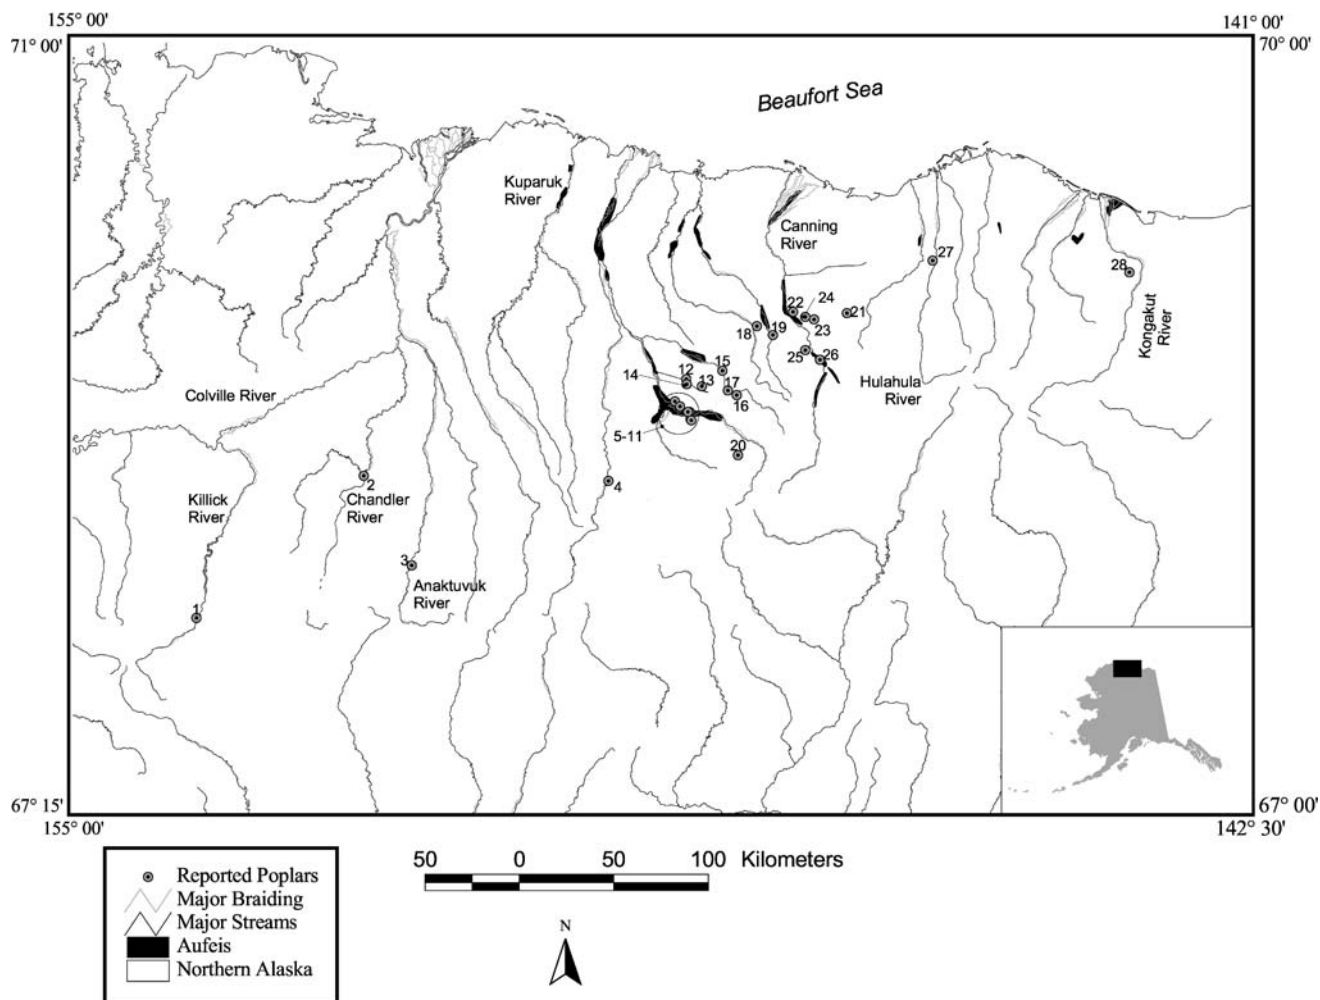 155° 00'
141° 00'
71° 00'
70° 00'
Beaufort Sea
Kuparuk
River
Canning
River
27
28
Kongakut
River
22
24
21
23
18
19
25
26
15
12
14
13
17
16
Hulahula
River
Colville River
5-11
20
4
2
Killick
River
Chandler
River
3
Anaktuvuk
River
1
67° 15'
67° 00'
155° 00'
142° 30'
50 0 50 100 Kilometers
Reported Poplars
Major Braiding
Major Streams
Aufeis
Northern Alaska
N